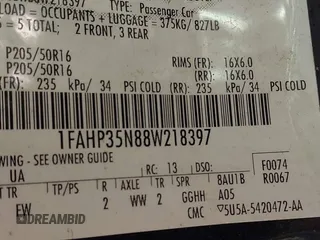 TYPE: Passenger Car
LOAD = OCCUPANTS + LUGGAGE = 375KG/ 827LB
= 5 TOTAL; 2 FRONT, 3 REAR
P205/50R16 RIMS (FR): 16X6.0
P205/50R16 (RR): 16X6.0
(FR): 235 kPa/ 34 PSI COLD
(RR): 235 kPa/ 34 PSI COLD
1FAHP35N88W218397
WING - SEE OWNER GUIDE
RC: 13 DSO: F0074
UA R0067
TR TP/PS R AXLE TR SPR BAU1B
EW 2 WW 2 GGHH A05
CMC 5U5A-5420472-AA
DREAMBID